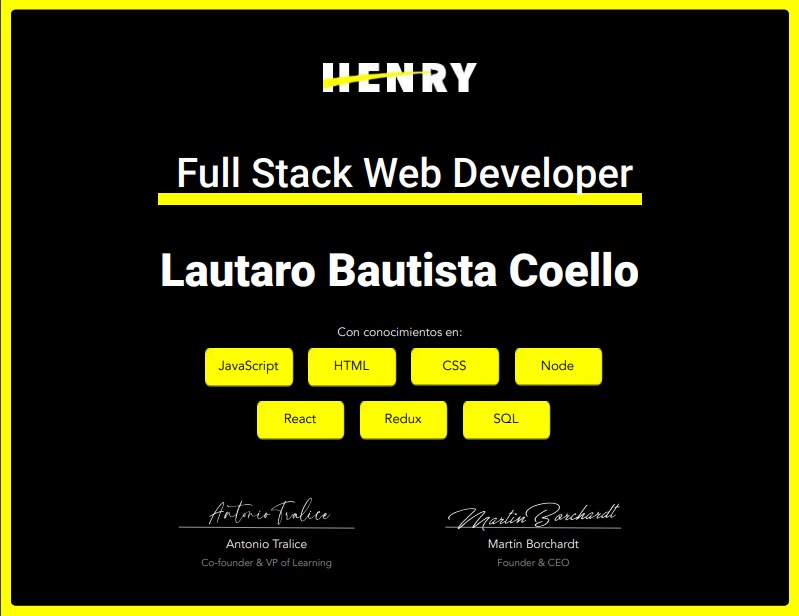 HENRY
Full Stack Web Developer
Lautaro Bautista Coello
Con conocimientos en:
JavaScript HTML CSS Node
React Redux SQL
Antonio Tralice Martin Borchardt
Antonio Tralice Martín Borchardt
Co-founder & VP of Learning Founder & CEO